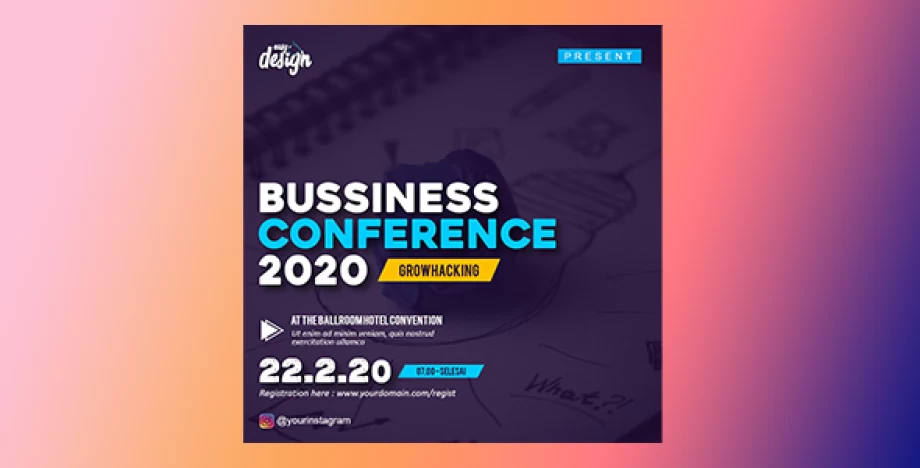 easy
design
PRESENT
BUSSINESS
CONFERENCE
2020
GROWHACKING
AT THE BALLROOM HOTEL CONVENTION
Ut enim ad minim veniam, quis nostrud
exercitation ullamco
22.2.20
07.00-SELESAI
Registration here : www.yourdomain.com/regist
@yourinstagram
What?!